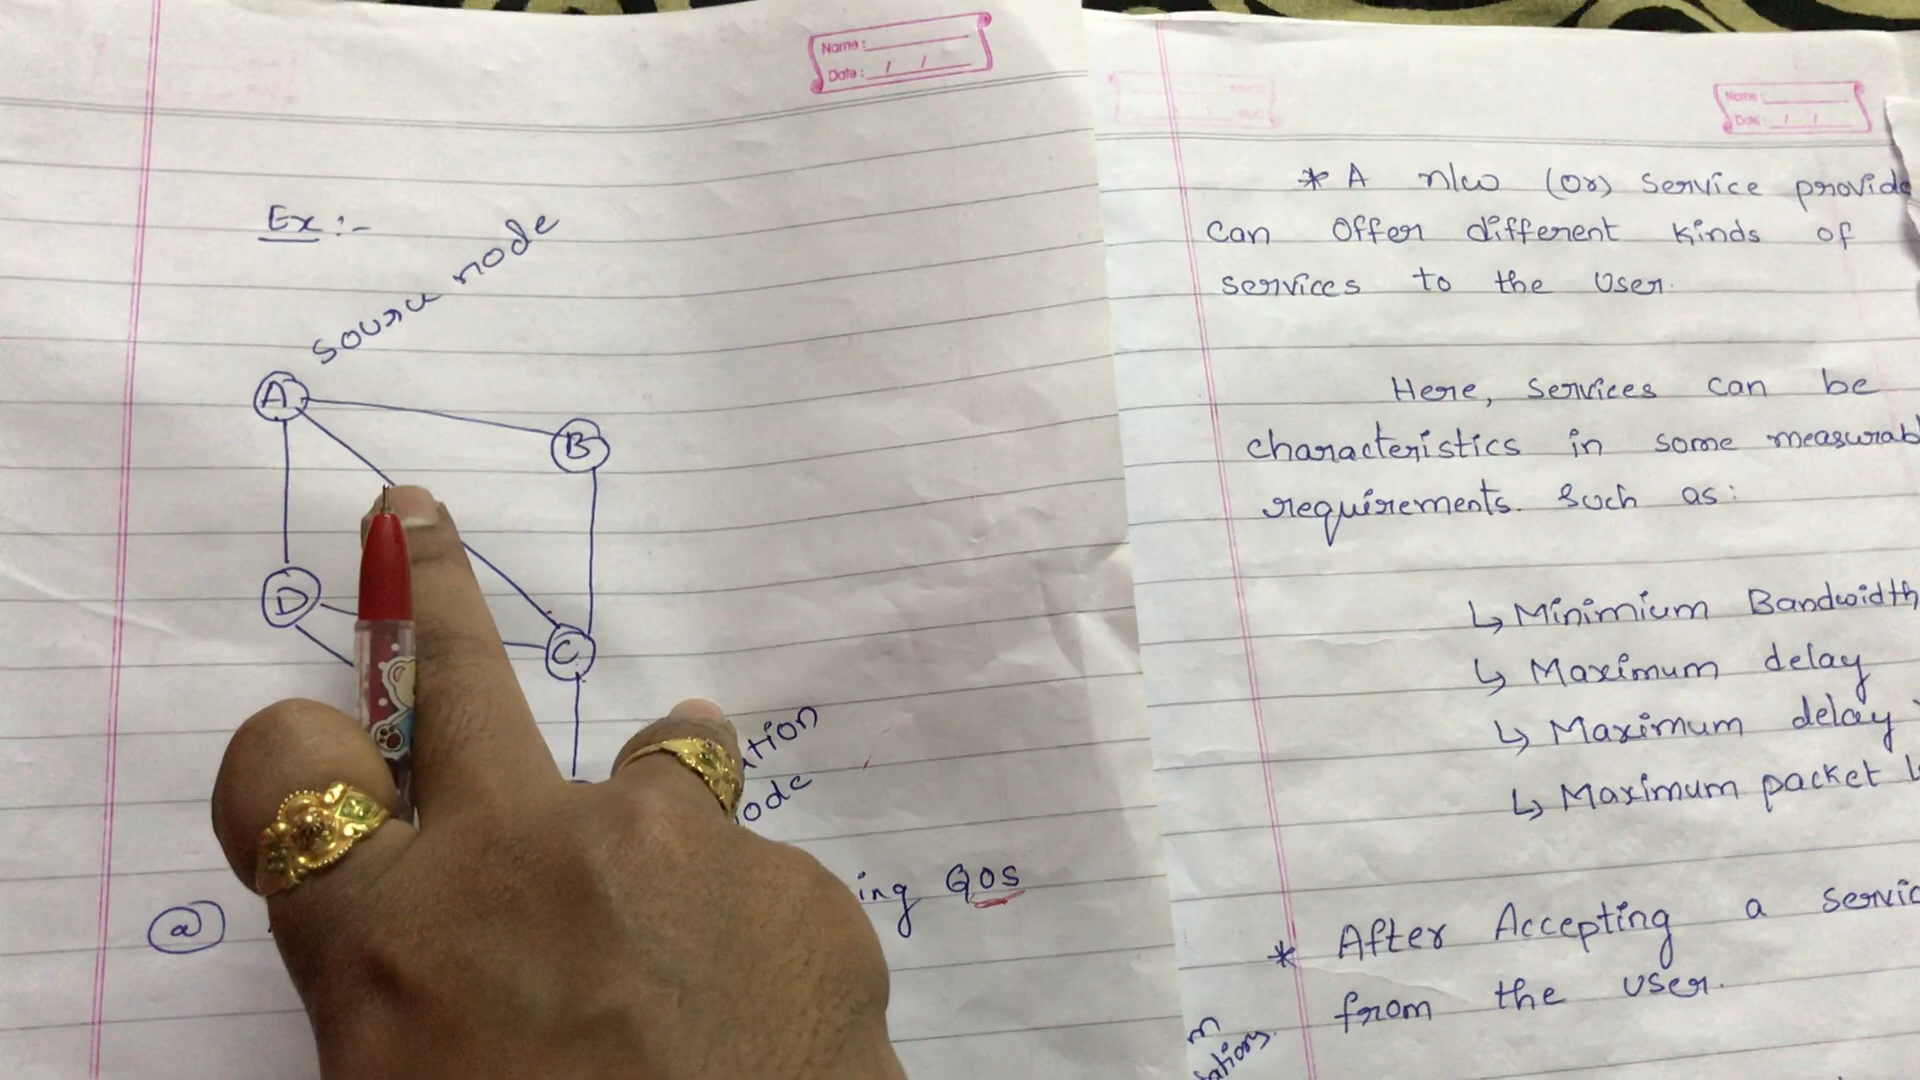 Name :
Date : / /
Ex :-
source node
A
B
D
C
ing QOS
a
Name :
Date : / /
* A n/w (or) service provide
can offer different kinds of
services to the user.
Here, services can be
characteristics in some measurab
requirements. such as:
↳ Minimium Bandwidth
↳ Maximum delay
↳ Maximum delay
↳ Maximum packet
* After Accepting a servic
from the user.